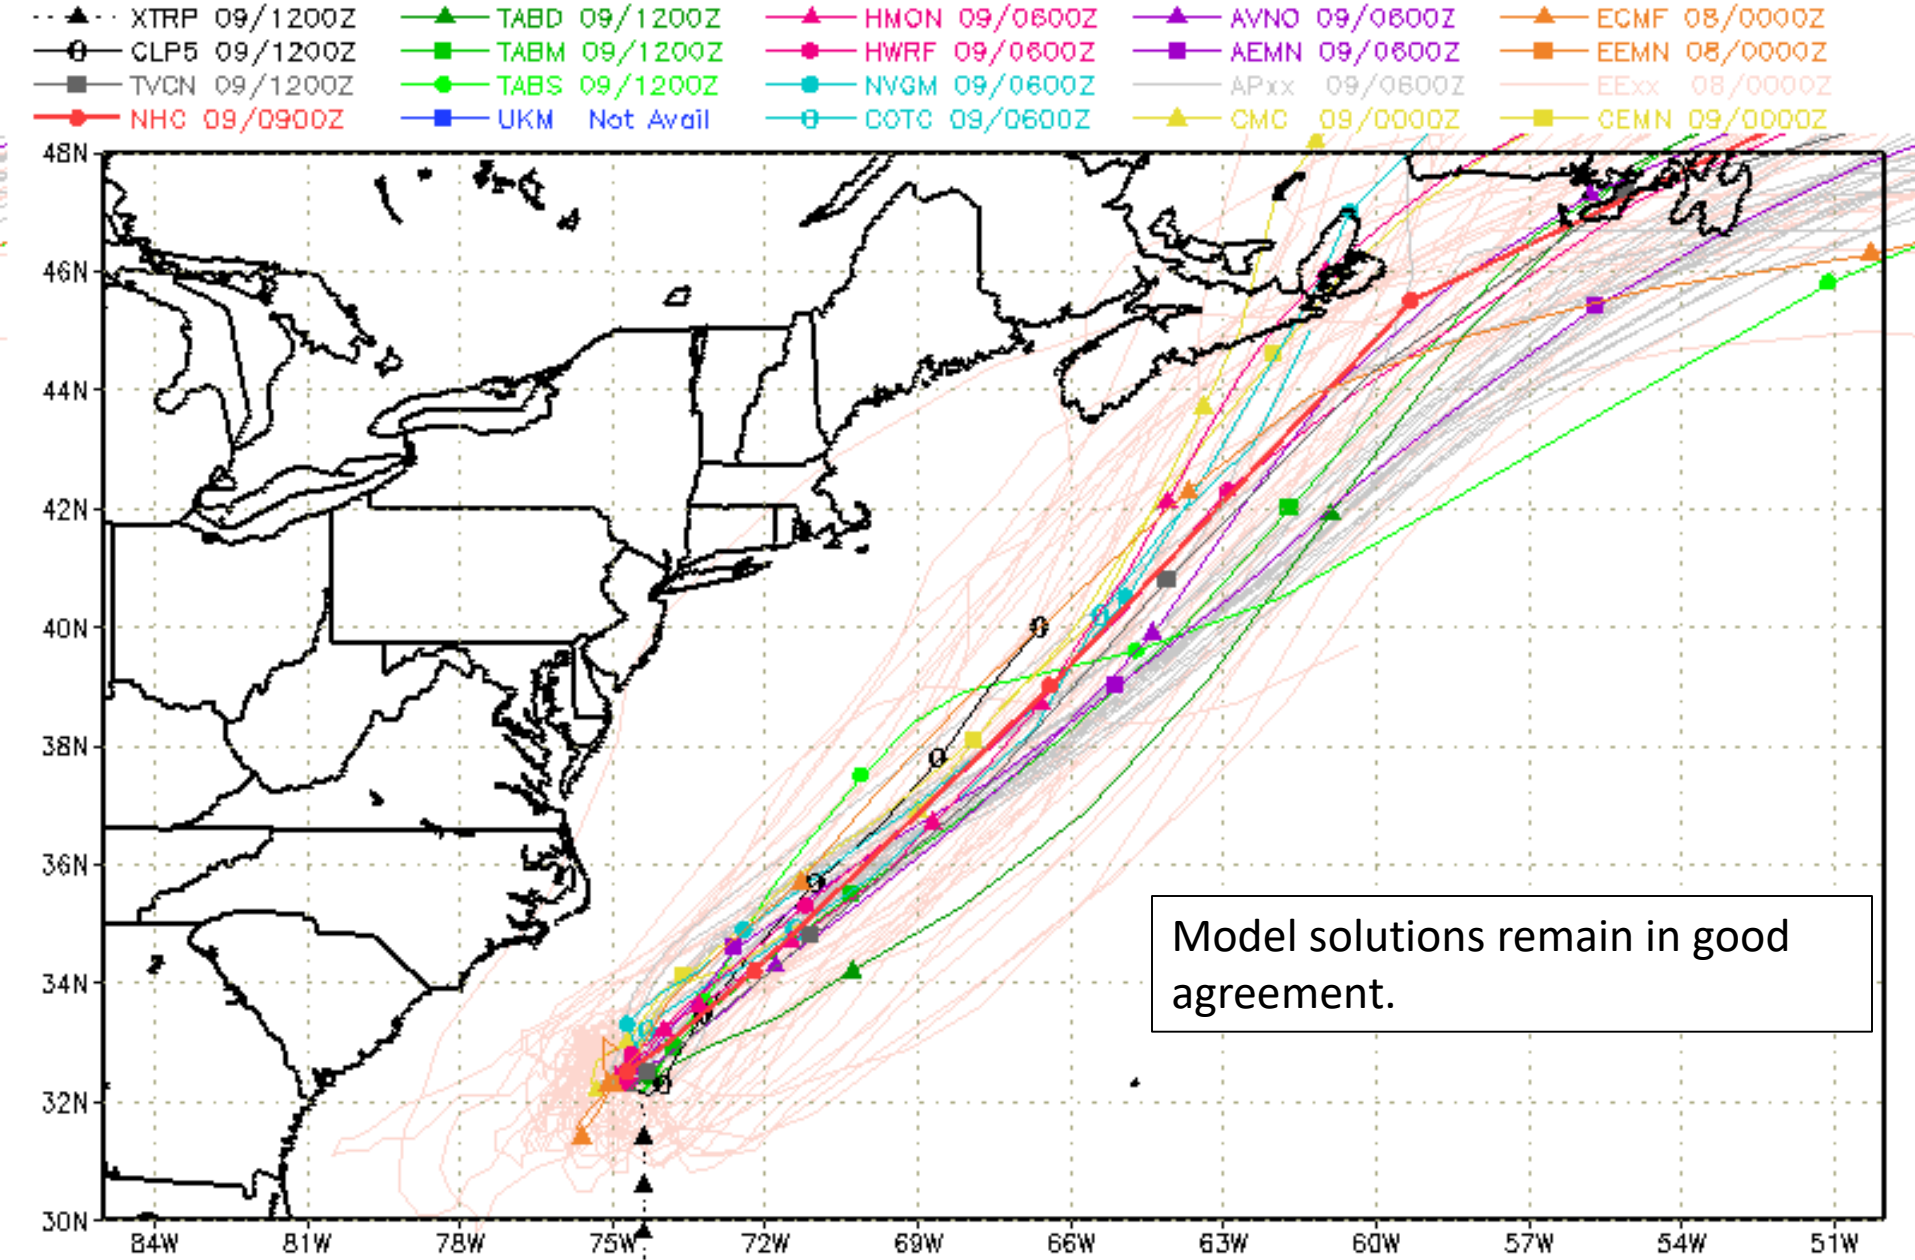 XTRP 09/1200Z TABD 09/1200Z HMON 09/0600Z AVNO 09/0600Z ECMF 08/0000Z
CLP5 09/1200Z TABM 09/1200Z HWRF 09/0600Z AEMN 09/0600Z EEMN 08/0000Z
TVCN 09/1200Z TABS 09/1200Z NVGM 09/0600Z APxx 09/0600Z EExx 08/0000Z
NHC 09/0900Z UKM Not Avail COTC 09/0600Z CMC 09/0000Z CEMN 09/0000Z
48N
46N
44N
42N
40N
38N
36N
34N
32N
30N
Model solutions remain in good
agreement.
84W 81W 78W 75W 72W 69W 66W 63W 60W 57W 54W 51W